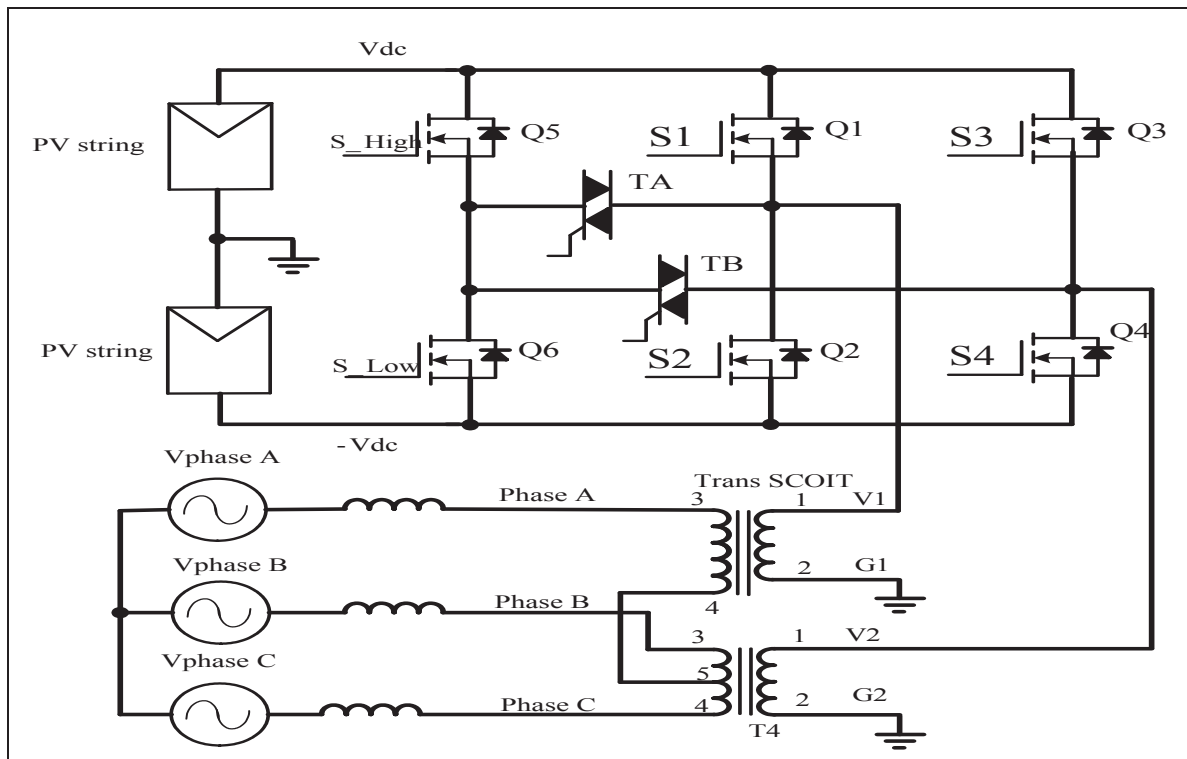 Vdc
PV string
S_High
Q5
S1
Q1
S3
Q3
TA
TB
PV string
S_Low
Q6
S2
Q2
S4
Q4
-Vdc
Vphase A
Phase A
Trans SCOIT
3
1
V1
2
G1
4
Vphase B
Phase B
3
1
V2
5
Vphase C
Phase C
4
2
G2
T4